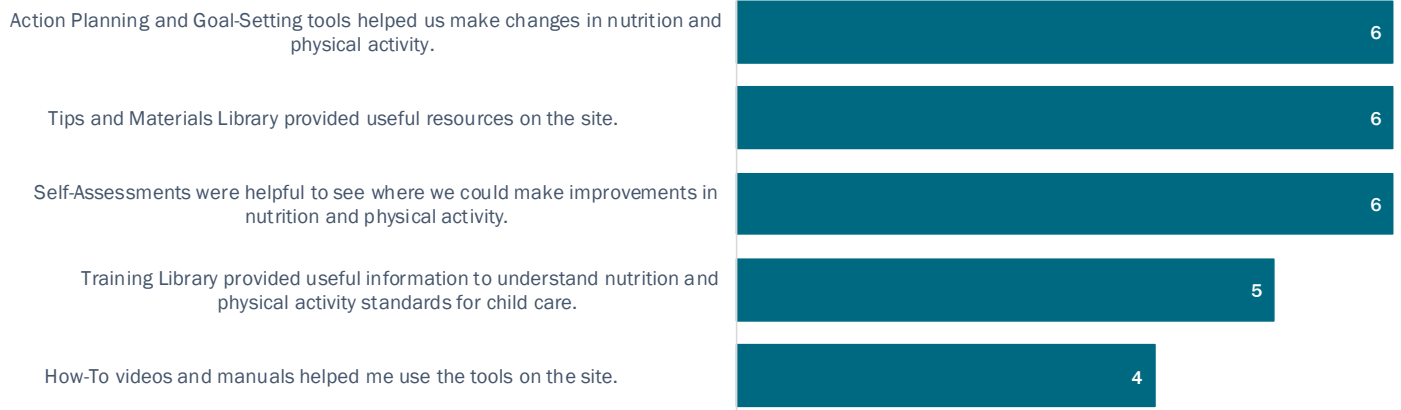 Action Planning and Goal-Setting tools helped us make changes in nutrition and
physical activity.
6
Tips and Materials Library provided useful resources on the site.
6
Self-Assessments were helpful to see where we could make improvements in
nutrition and physical activity.
6
Training Library provided useful information to understand nutrition and
physical activity standards for child care.
5
How-To videos and manuals helped me use the tools on the site.
4